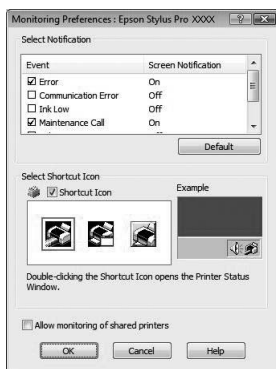 Monitoring Preferences : Epson Stylus Pro XXXX
Select Notification
Event Screen Notification
Error On
Communication Error Off
Ink Low Off
Maintenance Call On
Default
Select Shortcut Icon
Shortcut Icon
Example
Double-clicking the Shortcut Icon opens the Printer Status
Window.
Allow monitoring of shared printers
OK Cancel Help